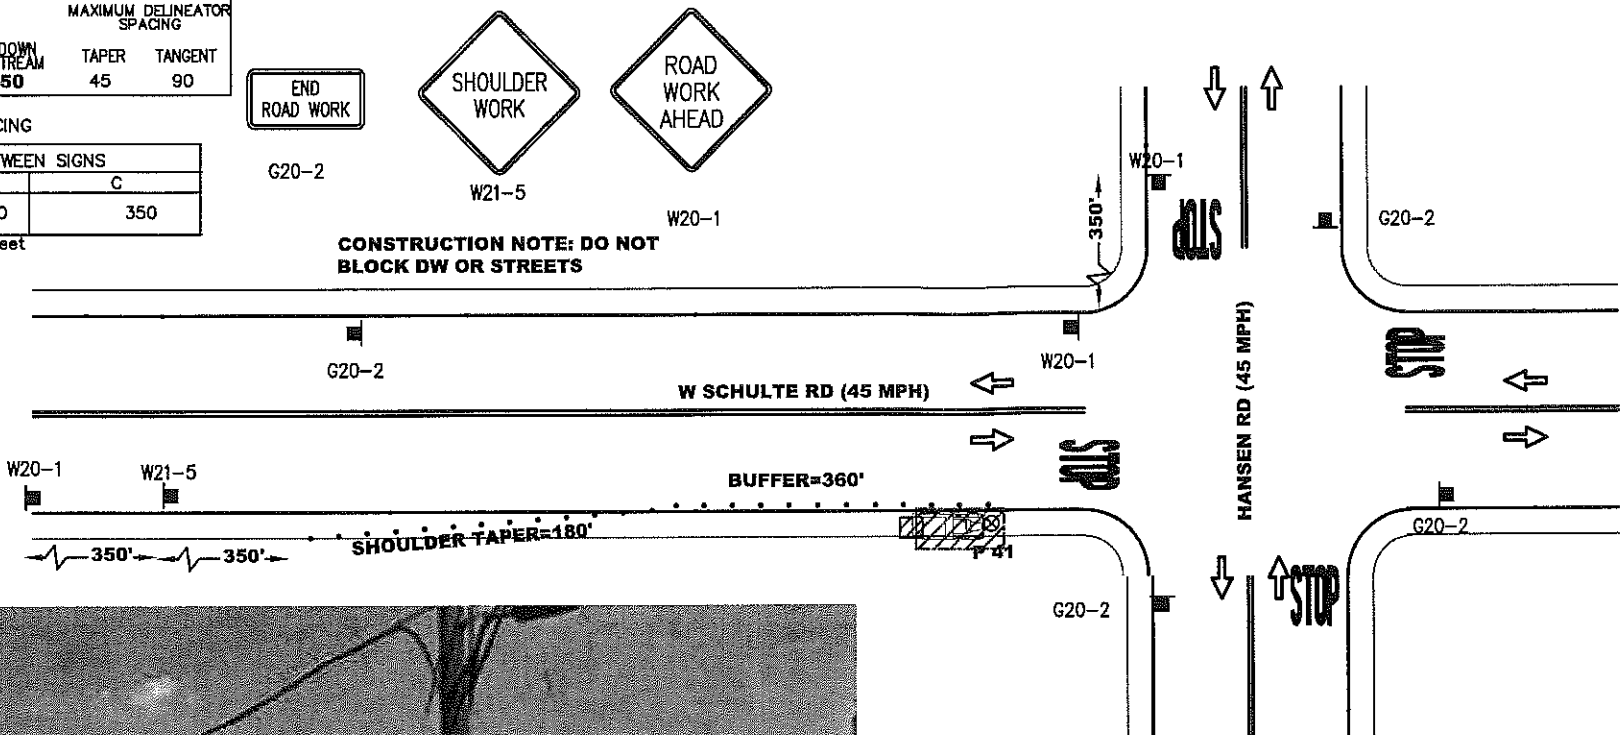 MAXIMUM DELINEATOR
SPACING
DOWN
TREAM
TAPER TANGENT
50 45 90
CING
WEEN SIGNS
C
0 350
eet
END
ROAD WORK
G20-2
SHOULDER
WORK
W21-5
ROAD
WORK
AHEAD
W20-1
CONSTRUCTION NOTE: DO NOT
BLOCK DW OR STREETS
W20-1
350'
STOP
G20-2
G20-2
W20-1
W SCHULTE RD (45 MPH)
HANSEN RD (45 MPH)
STOP
W20-1
W21-5
BUFFER=360'
STOP
SHOULDER TAPER=180'
350'
350'
P 41
G20-2
G20-2
STOP